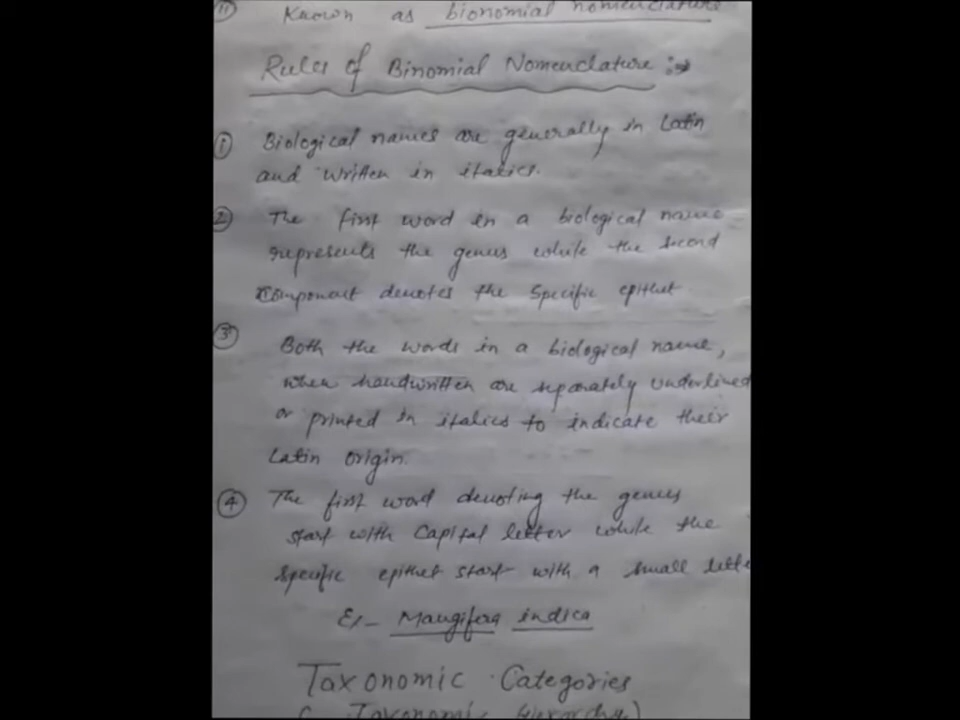 Known as bionomial nomenclature
Rules of Binomial Nomenclature :→
① Biological names are generally in Latin
and written in italics.
② The first word in a biological name
represents the genus while the second
Component denotes the Specific epithet
③ Both the words in a biological name,
when handwritten are separately underlined
or printed in italics to indicate their
Latin origin.
④ The first word denoting the genus
start with Capital letter while the
Specific epithet start with a small lette
Ex- Mangifera indica
Taxonomic Categories
( Taxonomic Hierarchy)